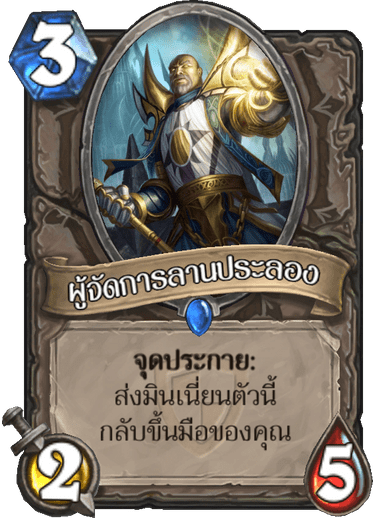 3
ผู้จัดการลานประลอง
จุดประกาย:
ส่งมินเนี่ยนตัวนี้
กลับขึ้นมือของคุณ
2
5